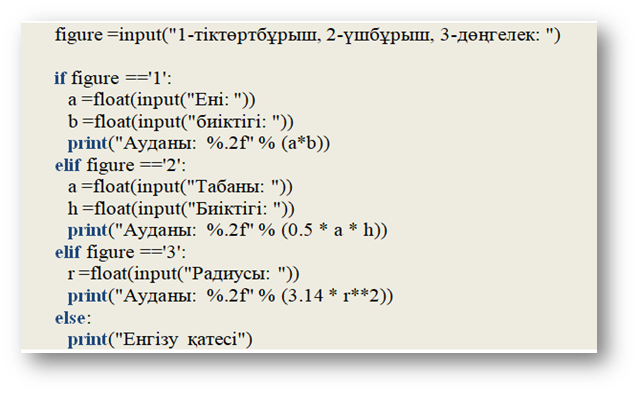 figure =input("1-тіктөртбұрыш, 2-үшбұрыш, 3-дөңгелек: ")
if figure =='1':
a =float(input("Ені: "))
b =float(input("биіктігі: "))
print("Ауданы:  %.2f" % (a*b))
elif figure =='2':
a =float(input("Табаны: "))
h =float(input("Биіктігі: "))
print("Ауданы:  %.2f" % (0.5 * a * h))
elif figure =='3':
r =float(input("Радиусы: "))
print("Ауданы:  %.2f" % (3.14 * r**2))
else:
print("Енгізу  қатесі")